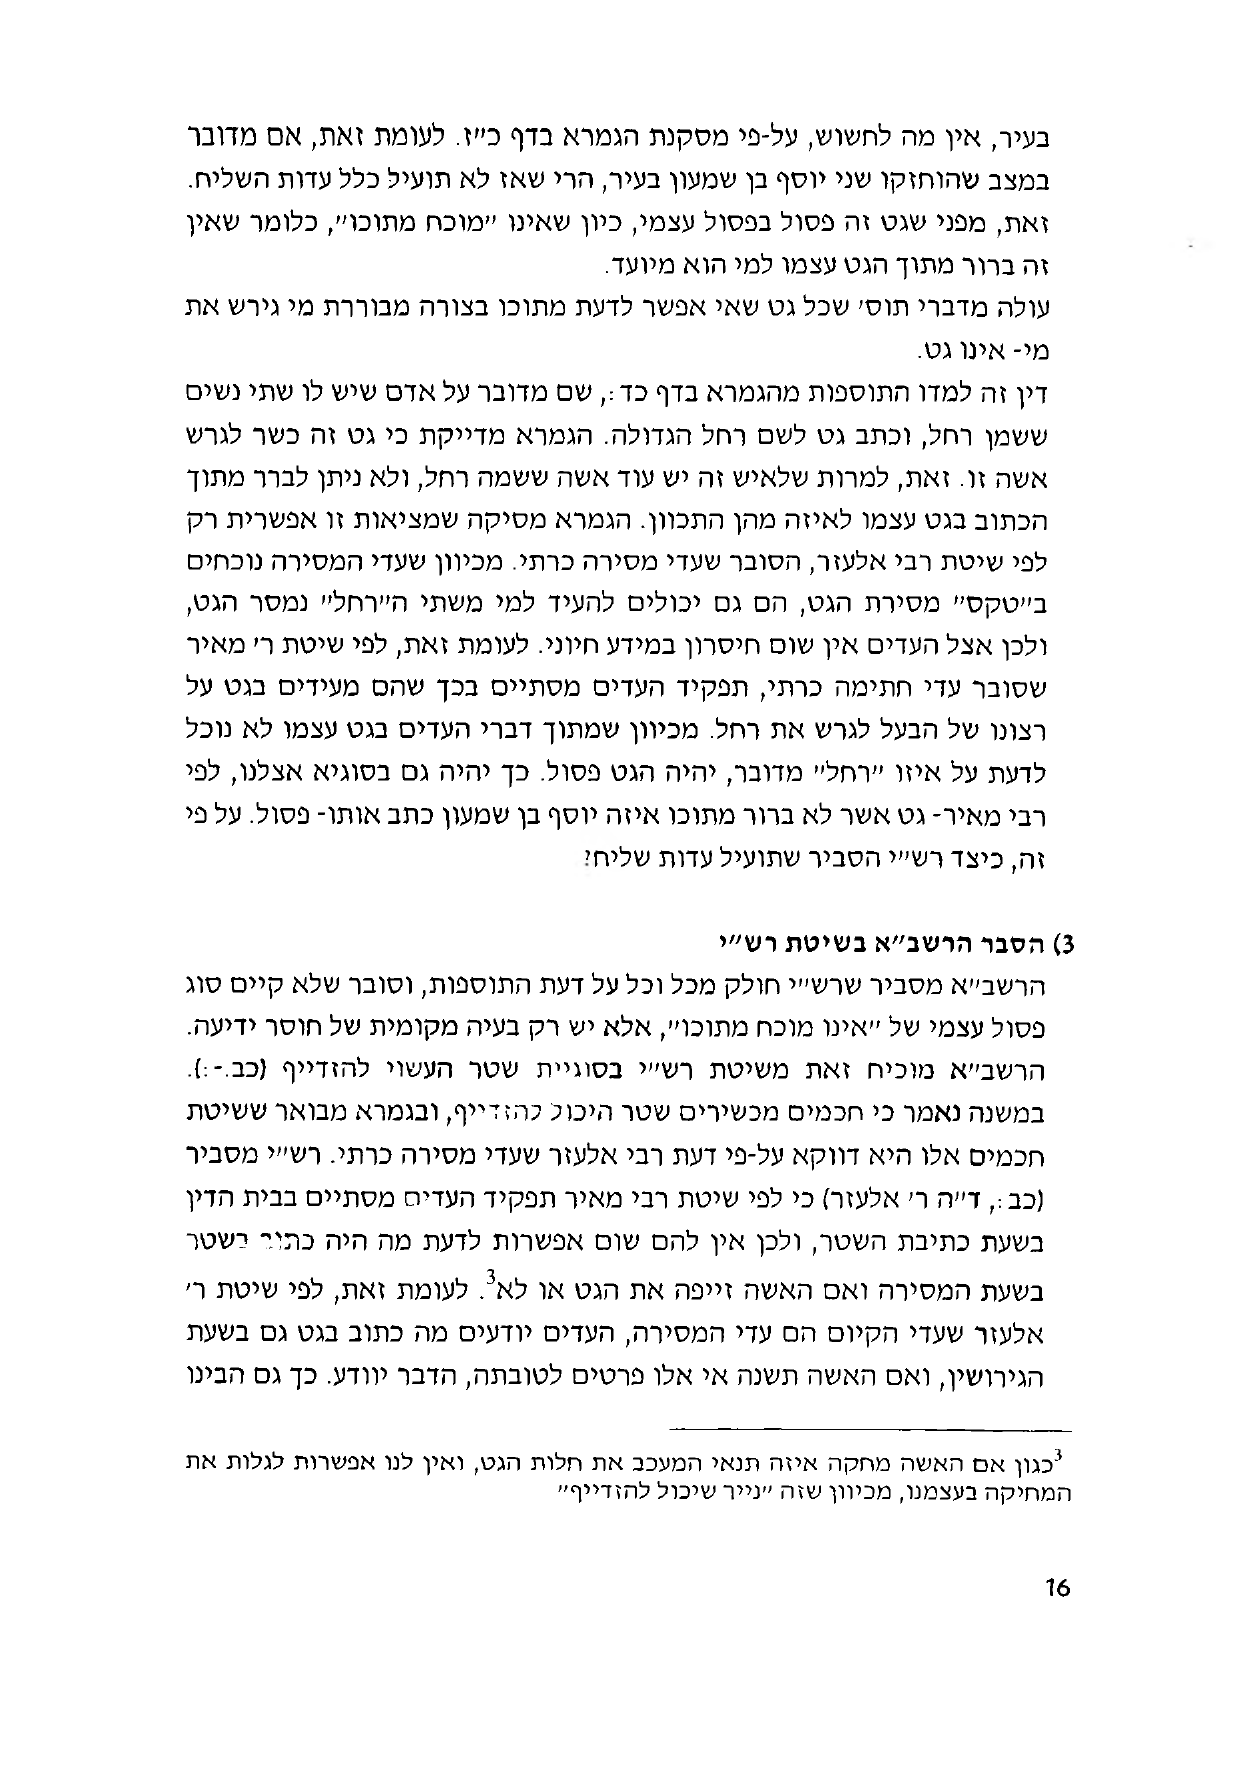 בעיר, אין מה לחשוש, על-פי מסקנת הגמרא בדף כ"ז. לעומת זאת, אם מדובר
במצב שהוחזקו שני יוסף בן שמעון בעיר, הרי שאז לא תועיל כלל עדות השליח.
זאת, מפני שגט זה פסול בפסול עצמי, כיון שאינו "מוכח מתוכו", כלומר שאין
זה ברור מתוך הגט עצמו למי הוא מיועד.
עולה מדברי תוס' שכל גט שאי אפשר לדעת מתוכו בצורה מבוררת מי גירש את
מי- אינו גט.
דין זה למדו התוספות מהגמרא בדף כד:, שם מדובר על אדם שיש לו שתי נשים
ששמן רחל, וכתב גט לשם רחל הגדולה. הגמרא מדייקת כי גט זה כשר לגרש
אשה זו. זאת, למרות שלאיש זה יש עוד אשה ששמה רחל, ולא ניתן לברר מתוך
הכתוב בגט עצמו לאיזה מהן התכוון. הגמרא מסיקה שמציאות זו אפשרית רק
לפי שיטת רבי אלעזר, הסובר שעדי מסירה כרתי. מכיוון שעדי המסירה נוכחים
ב"טקס" מסירת הגט, הם גם יכולים להעיד למי משתי ה"רחל" נמסר הגט,
ולכן אצל העדים אין שום חיסרון במידע חיוני. לעומת זאת, לפי שיטת ר' מאיר
שסובר עדי חתימה כרתי, תפקיד העדים מסתיים בכך שהם מעידים בגט על
רצונו של הבעל לגרש את רחל. מכיוון שמתוך דברי העדים בגט עצמו לא נוכל
לדעת על איזו "רחל" מדובר, יהיה הגט פסול. כך יהיה גם בסוגיא אצלנו, לפי
רבי מאיר- גט אשר לא ברור מתוכו איזה יוסף בן שמעון כתב אותו- פסול. על פי
זה, כיצד רש"י הסביר שתועיל עדות שליח?
3) הסבר הרשב"א בשיטת רש"י
הרשב"א מסביר שרש"י חולק מכל וכל על דעת התוספות, וסובר שלא קיים סוג
פסול עצמי של "אינו מוכח מתוכו", אלא יש רק בעיה מקומית של חוסר ידיעה.
הרשב"א מוכיח זאת משיטת רש"י בסוגיית שטר העשוי להזדייף (כב.-:).
במשנה נאמר כי חכמים מכשירים שטר היכול להזדייף, ובגמרא מבואר ששיטת
חכמים אלו היא דווקא על-פי דעת רבי אלעזר שעדי מסירה כרתי. רש"י מסביר
(כב:, ד"ה ר' אלעזר) כי לפי שיטת רבי מאיר תפקיד העדים מסתיים בבית הדין
בשעת כתיבת השטר, ולכן אין להם שום אפשרות לדעת מה היה כתוב בשטר
בשעת המסירה ואם האשה זייפה את הגט או לא3. לעומת זאת, לפי שיטת ר'
אלעזר שעדי הקיום הם עדי המסירה, העדים יודעים מה כתוב בגט גם בשעת
הגירושין, ואם האשה תשנה אי אלו פרטים לטובתה, הדבר יוודע. כך גם הבינו
3כגון אם האשה מחקה איזה תנאי המעכב את חלות הגט, ואין לנו אפשרות לגלות את
המחיקה בעצמנו, מכיוון שזה "נייר שיכול להזדייף"
16